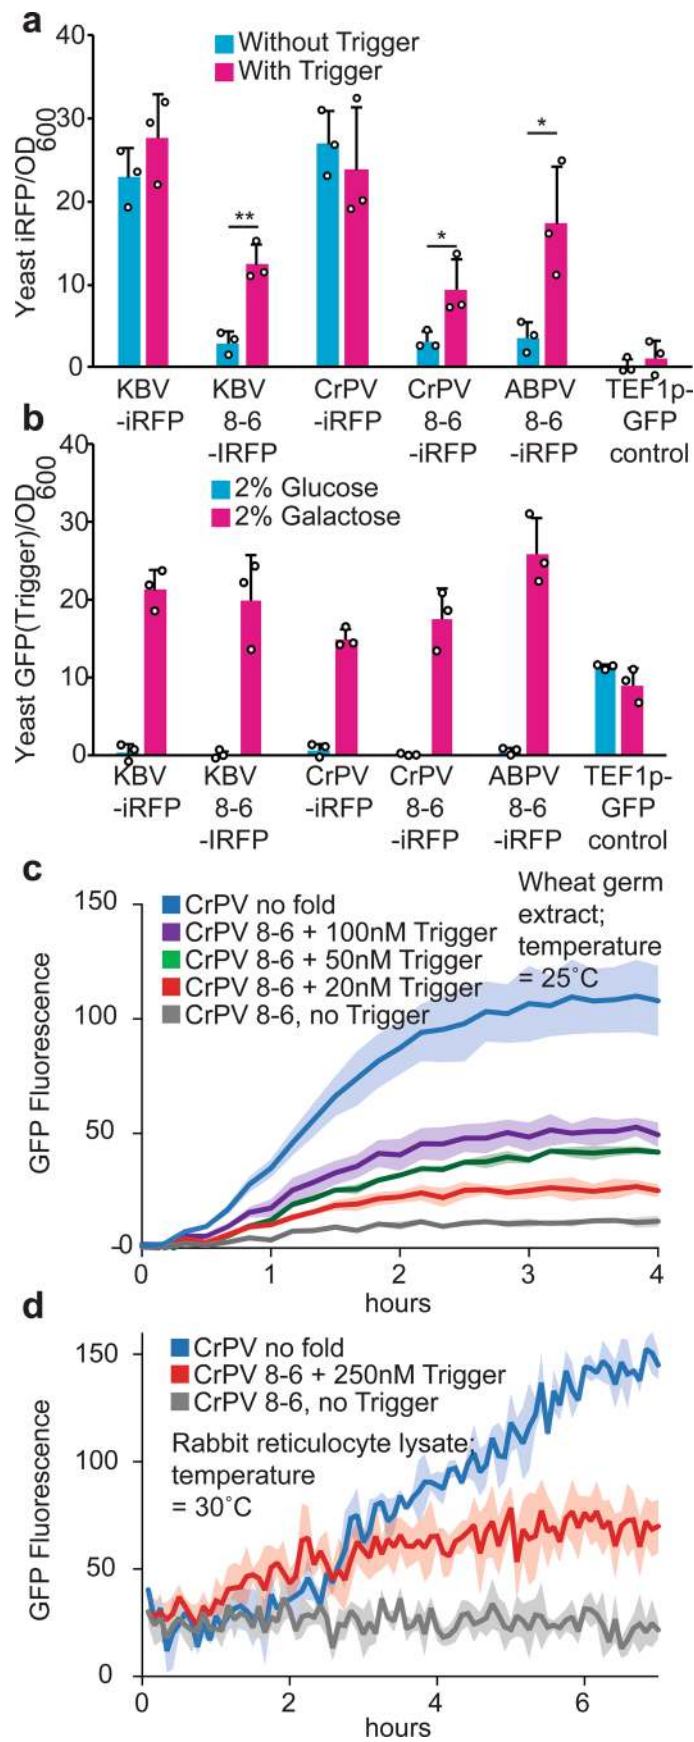 a
40
30
20
10
0
Yeast iRFP/OD600
Without Trigger
With Trigger
**
*
*
KBV
-iRFP
KBV
8-6
-IRFP
CrPV
-iRFP
CrPV
8-6
-iRFP
ABPV
8-6
-iRFP
TEF1p-
GFP
control
b
40
30
20
10
0
Yeast GFP(Trigger)/OD600
2% Glucose
2% Galactose
KBV
-iRFP
KBV
8-6
-IRFP
CrPV
-iRFP
CrPV
8-6
-iRFP
ABPV
8-6
-iRFP
TEF1p-
GFP
control
c
150
100
50
0
GFP Fluorescence
CrPV no fold
CrPV 8-6 + 100nM Trigger
CrPV 8-6 + 50nM Trigger
CrPV 8-6 + 20nM Trigger
CrPV 8-6, no Trigger
Wheat germ
extract;
temperature
= 25˚C
0
1
2
3
4
hours
d
150
100
50
0
GFP Fluorescence
CrPV no fold
CrPV 8-6 + 250nM Trigger
CrPV 8-6, no Trigger
Rabbit reticulocyte lysate;
temperature
= 30˚C
0
2
4
6
hours